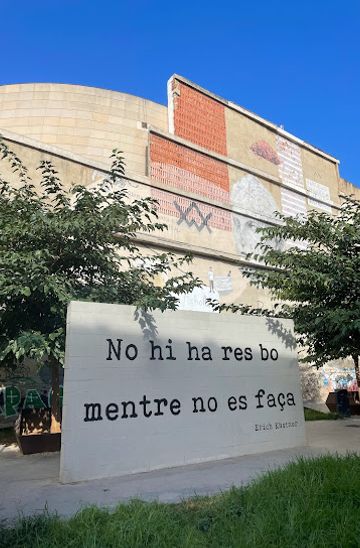 No hi ha res bo
mentre no es faça
Erich Kästner